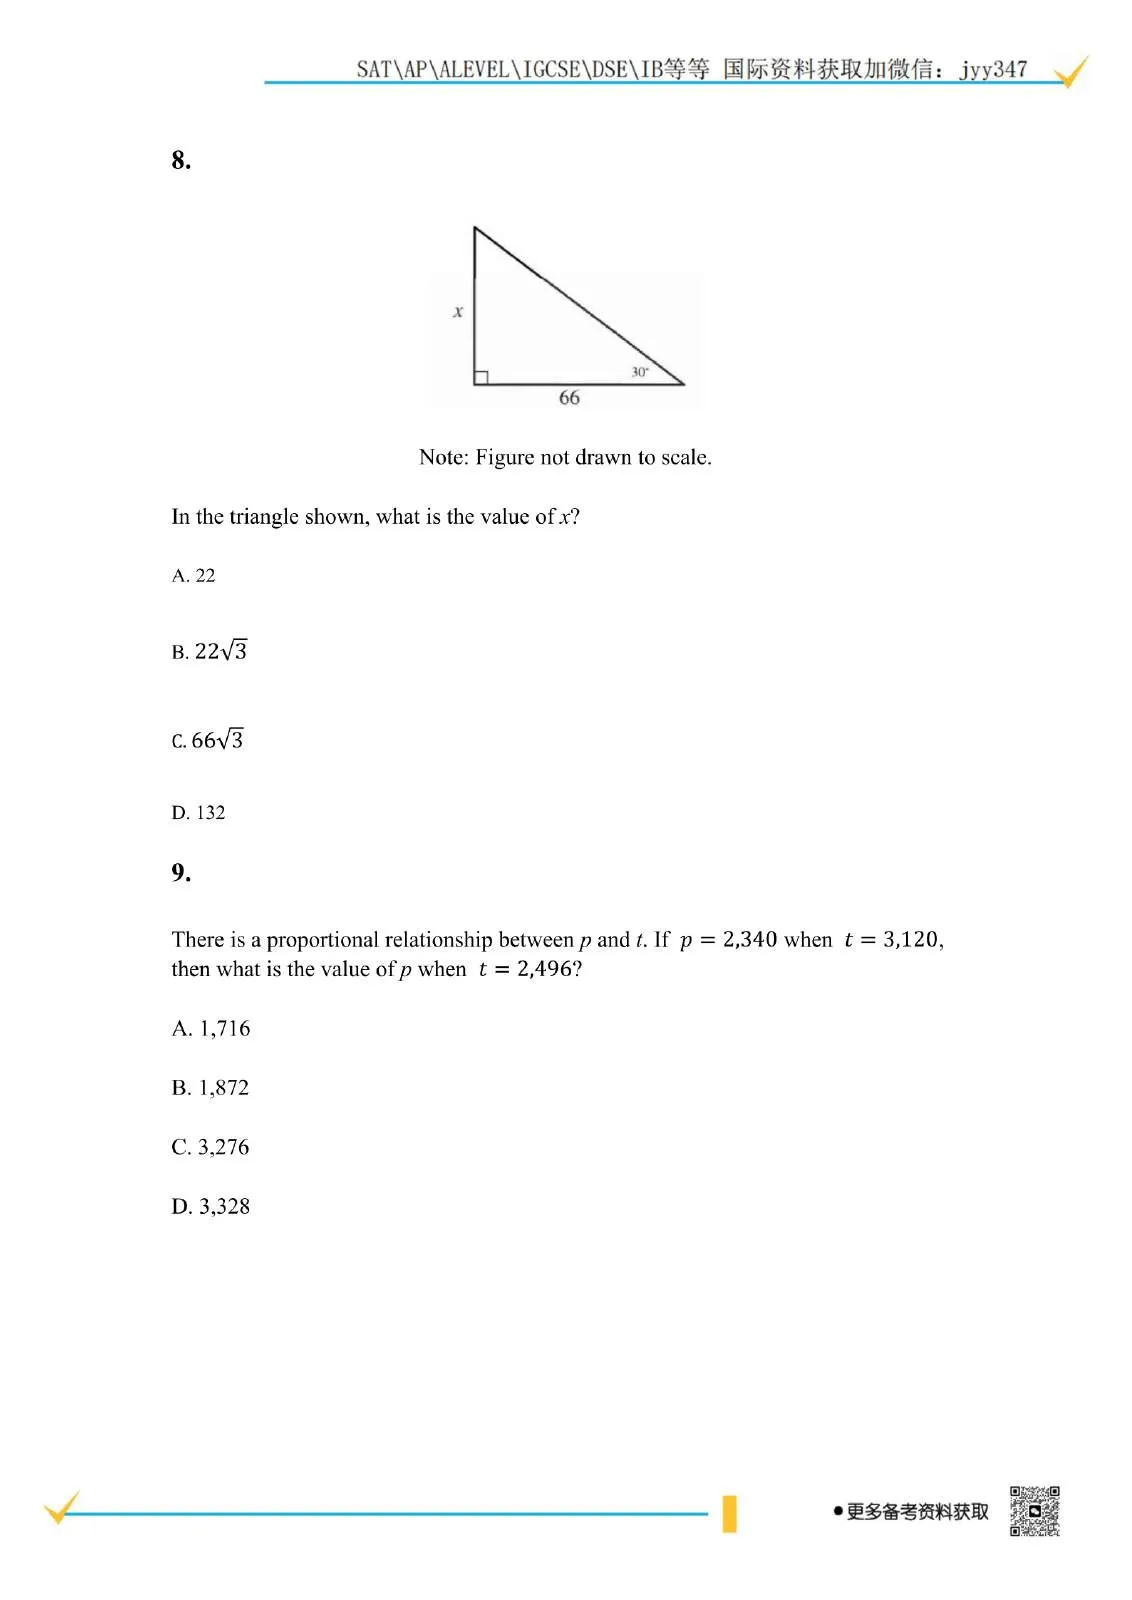 SAT\AP\ALEVEL\IGCSE\DSE\IB等等 国际资料获取加微信：jyy347
8.
x
30°
66
Note: Figure not drawn to scale.
In the triangle shown, what is the value of x?
A. 22
B. 22√3
C. 66√3
D. 132
9.
There is a proportional relationship between p and t. If p = 2,340 when t = 3,120,
then what is the value of p when t = 2,496?
A. 1,716
B. 1,872
C. 3,276
D. 3,328
●更多备考资料获取